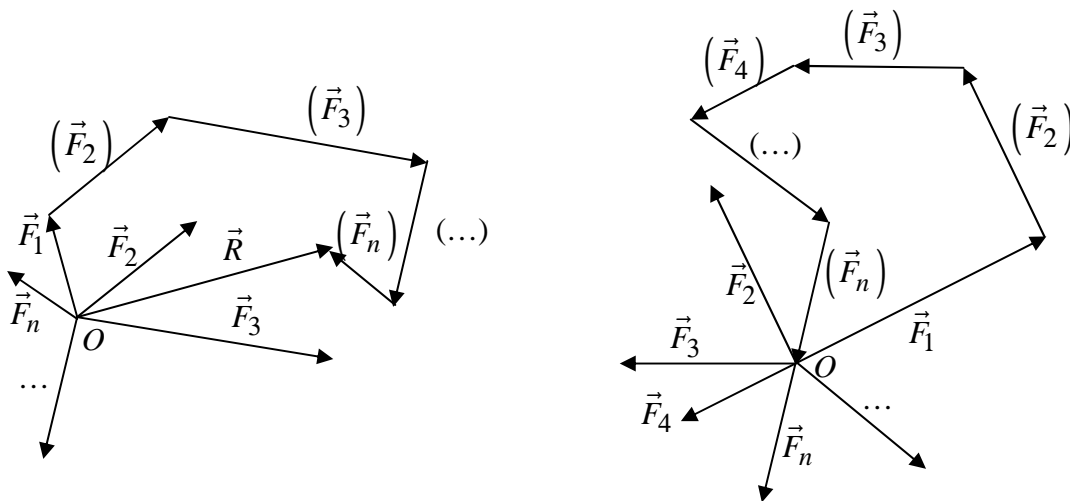 (F⃗₃)
(F⃗₂)
F⃗₁
F⃗₂
R⃗
(F⃗ₙ)
(…)
F⃗ₙ
F⃗₃
O
…
(F⃗₃)
(F⃗₄)
(F⃗₂)
(…)
F⃗₂
(F⃗ₙ)
F⃗₁
F⃗₃
O
F⃗₄
…
F⃗ₙ